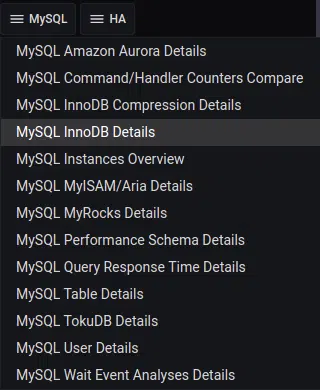 MySQL HA
MySQL Amazon Aurora Details
MySQL Command/Handler Counters Compare
MySQL InnoDB Compression Details
MySQL InnoDB Details
MySQL Instances Overview
MySQL MyISAM/Aria Details
MySQL MyRocks Details
MySQL Performance Schema Details
MySQL Query Response Time Details
MySQL Table Details
MySQL TokuDB Details
MySQL User Details
MySQL Wait Event Analyses Details